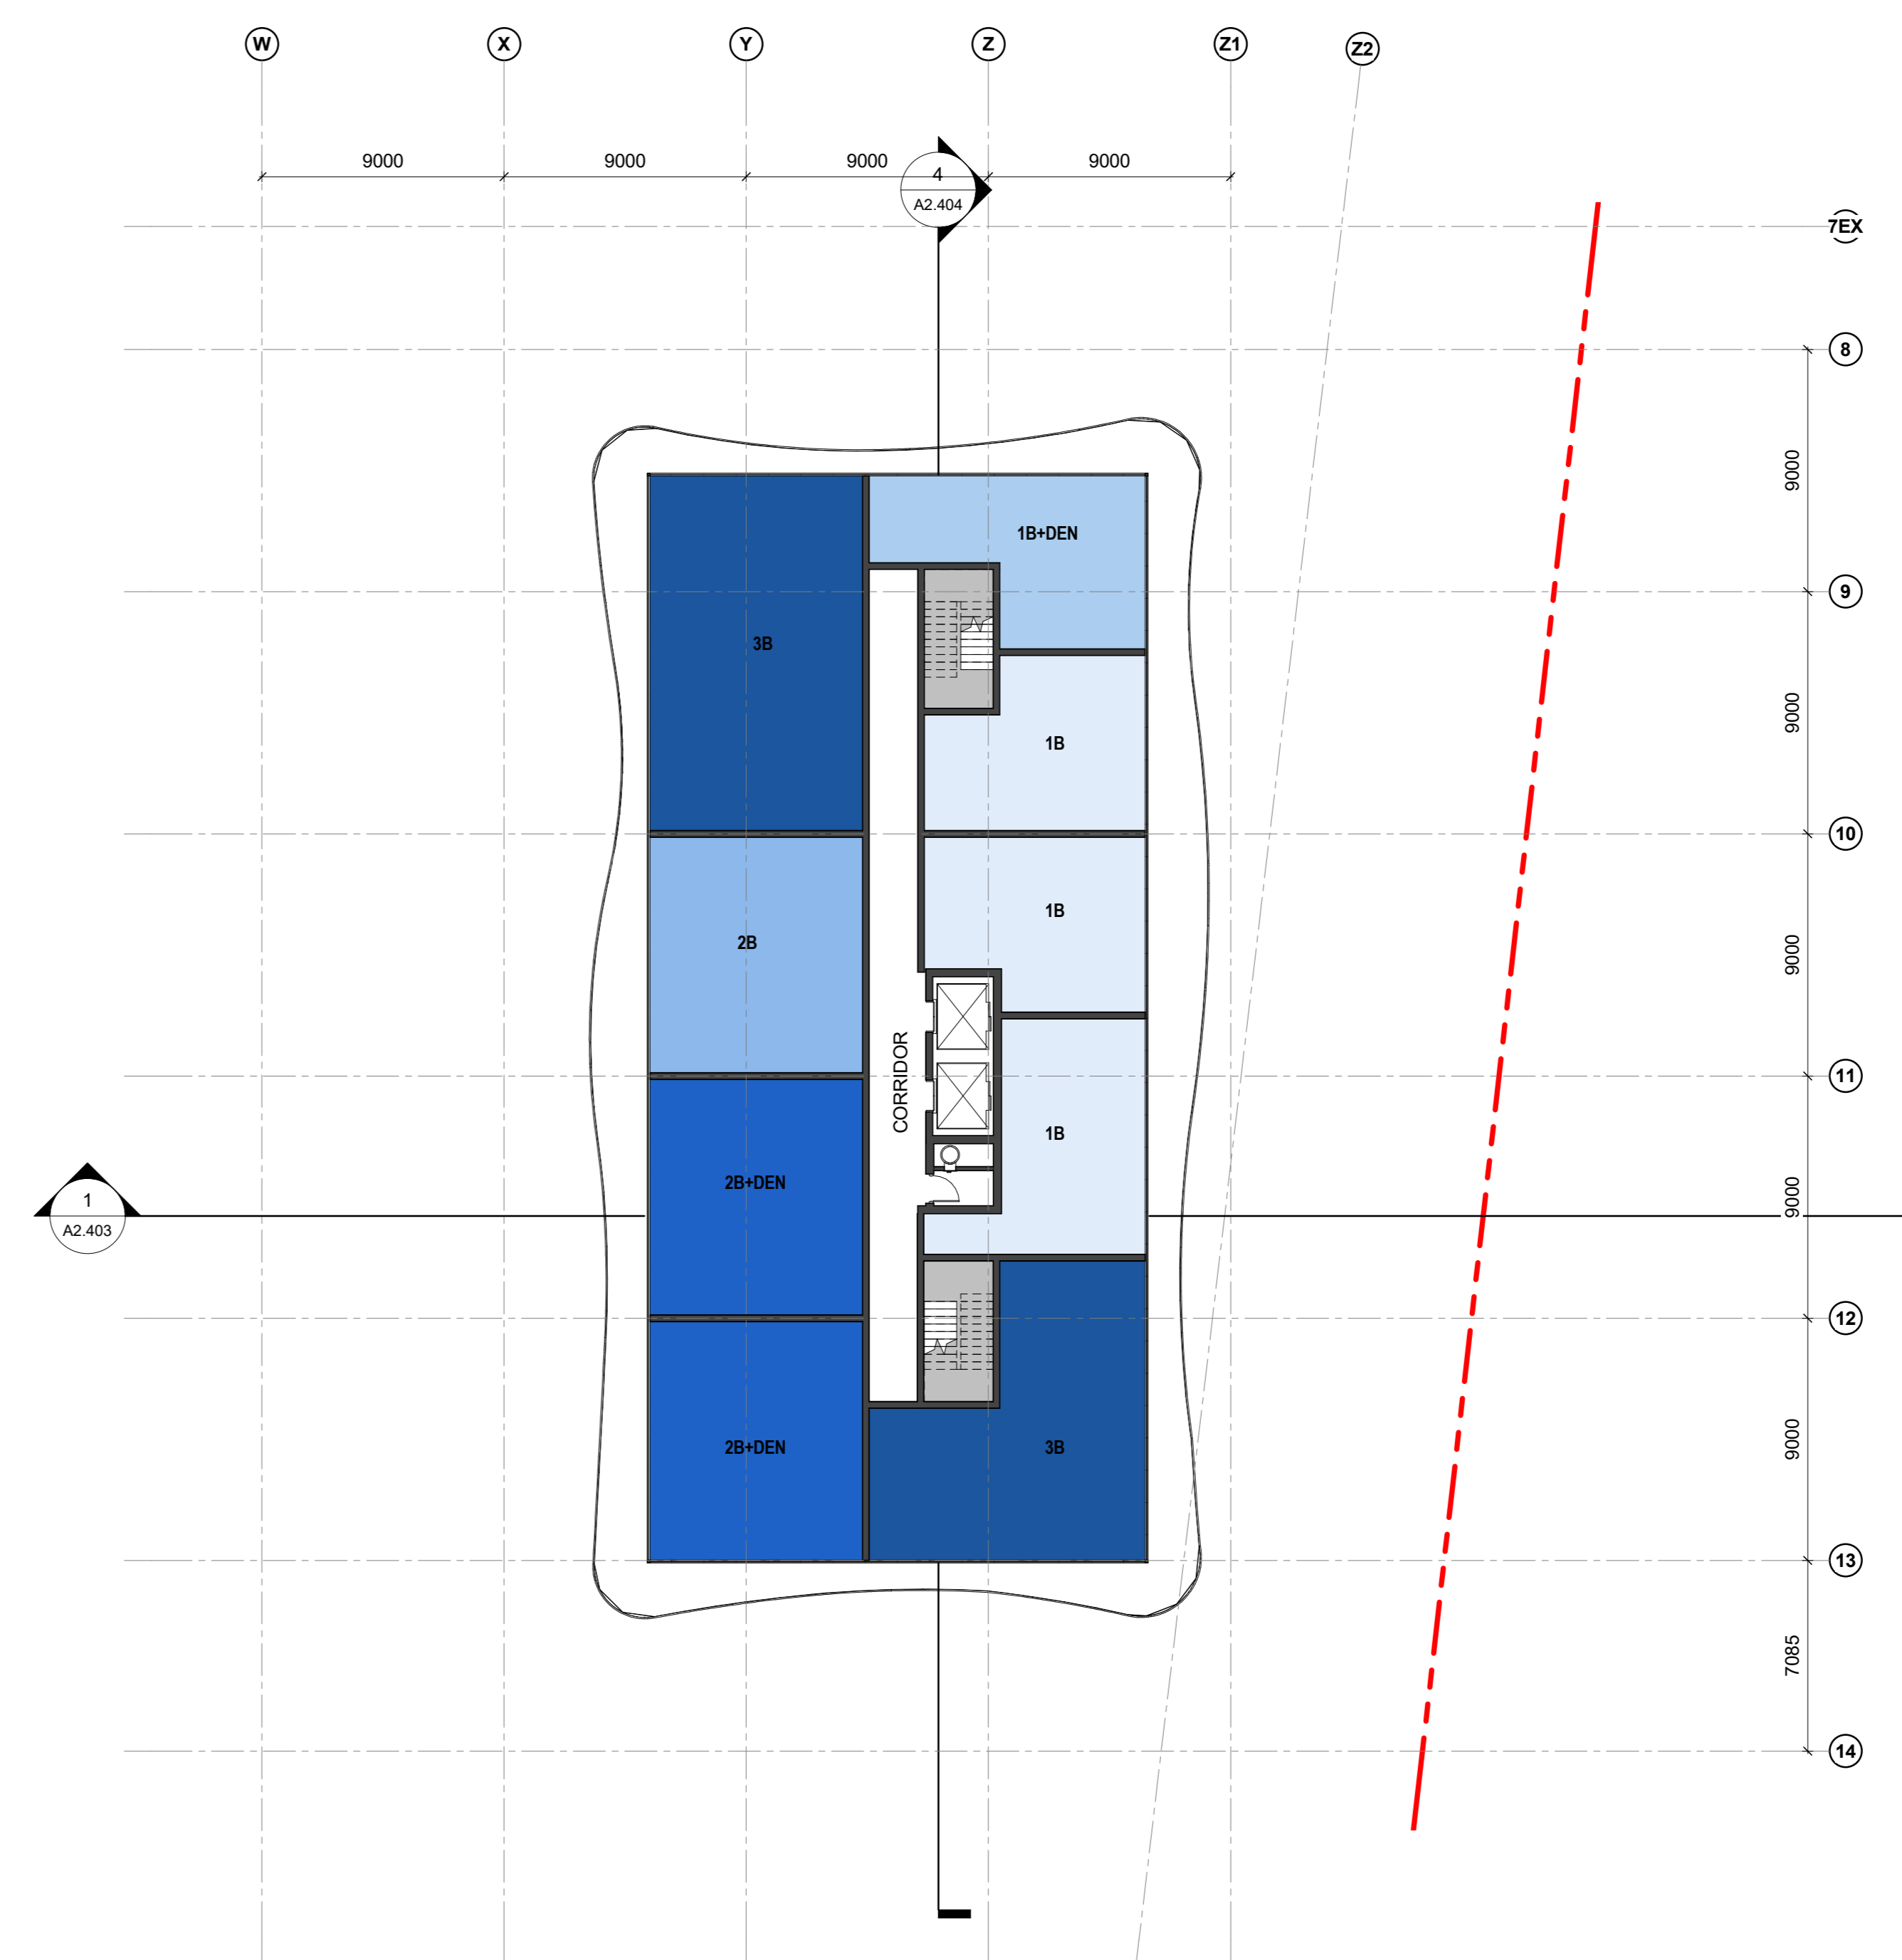 W X Y Z Z1 Z2
9000 9000 9000 9000
4
A2.404
7EX
8
9000
1B+DEN
9
3B
9000
1B
10
1B
2B
9000
11
CORRIDOR
1B
2B+DEN
9000
1
A2.403
12
2B+DEN
3B
9000
13
7085
14